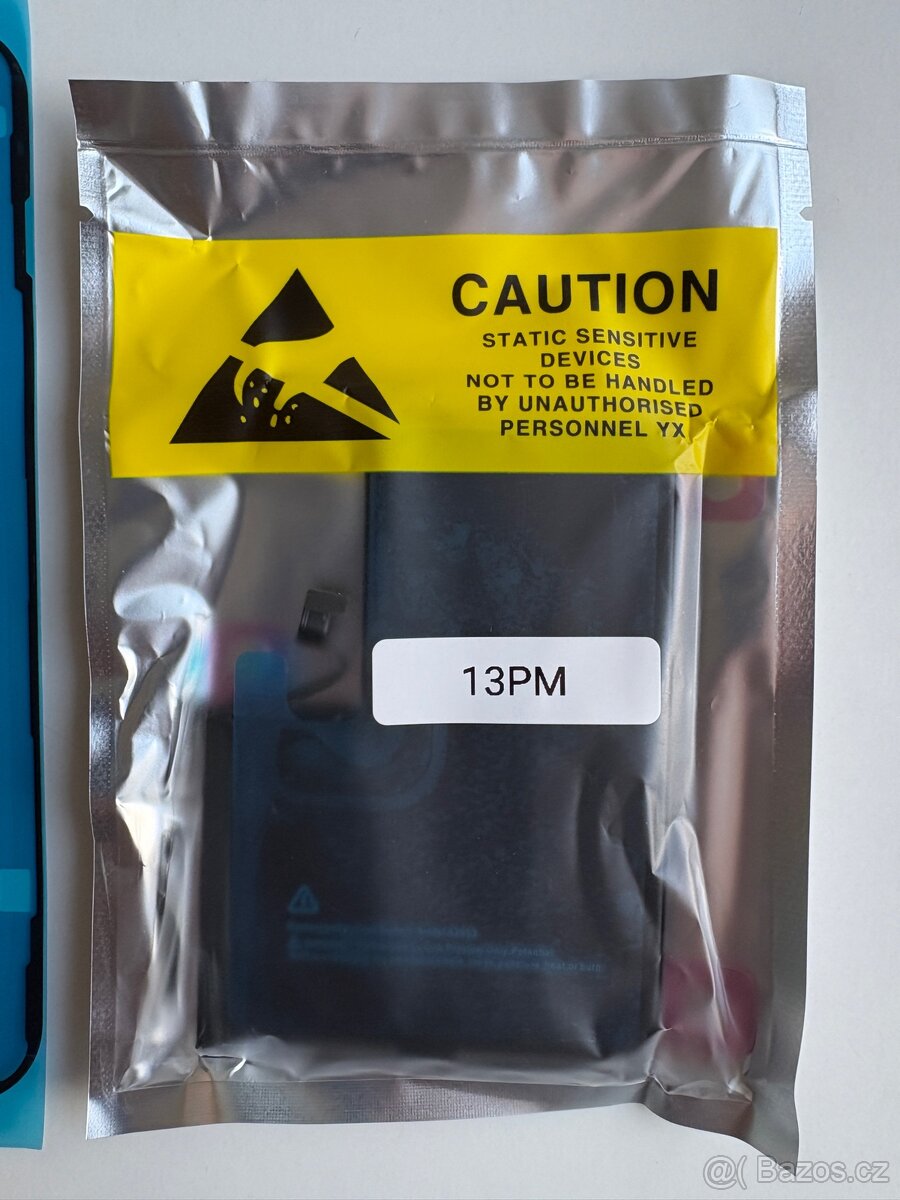 CAUTION
STATIC SENSITIVE
DEVICES
NOT TO BE HANDLED
BY UNAUTHORISED
PERSONNEL YX
13PM
@( Bazos.cz